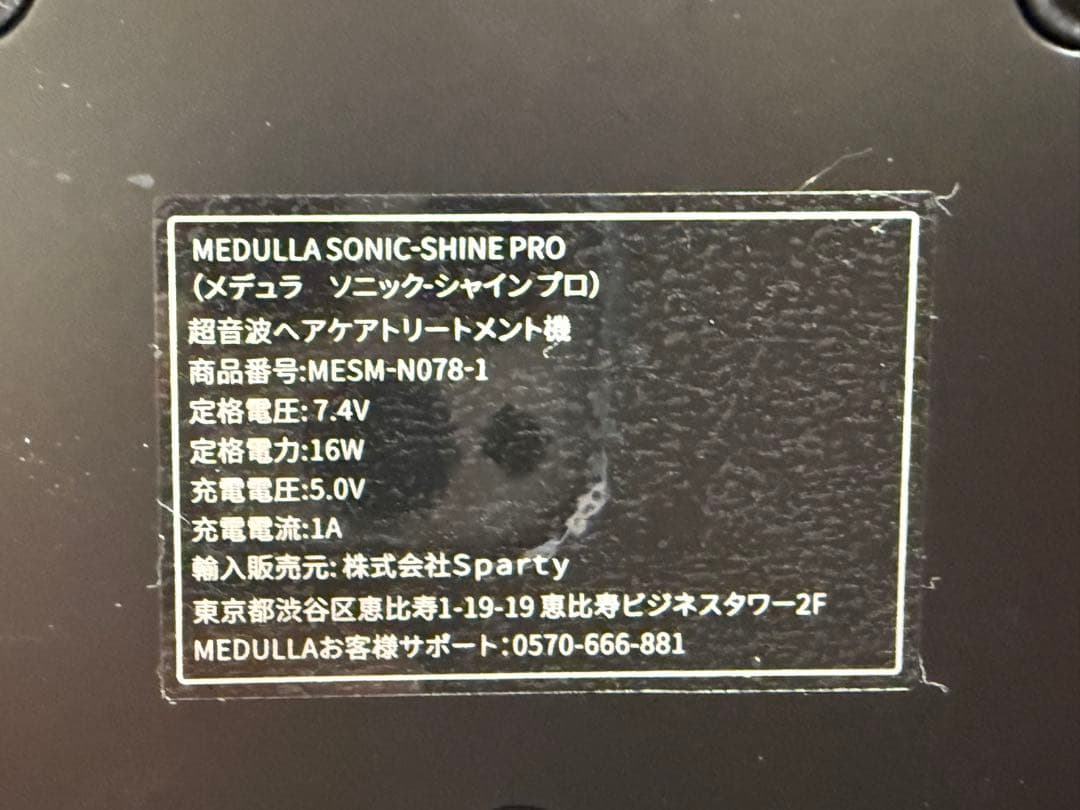 MEDULLA SONIC-SHINE PRO
（メデュラ　ソニック-シャイン プロ）
超音波ヘアケアトリートメント機
商品番号:MESM-N078-1
定格電圧: 7.4V
定格電力:16W
充電電圧:5.0V
充電電流:1A
輸入販売元: 株式会社Sparty
東京都渋谷区恵比寿1-19-19 恵比寿ビジネスタワー2F
MEDULLAお客様サポート：0570-666-881